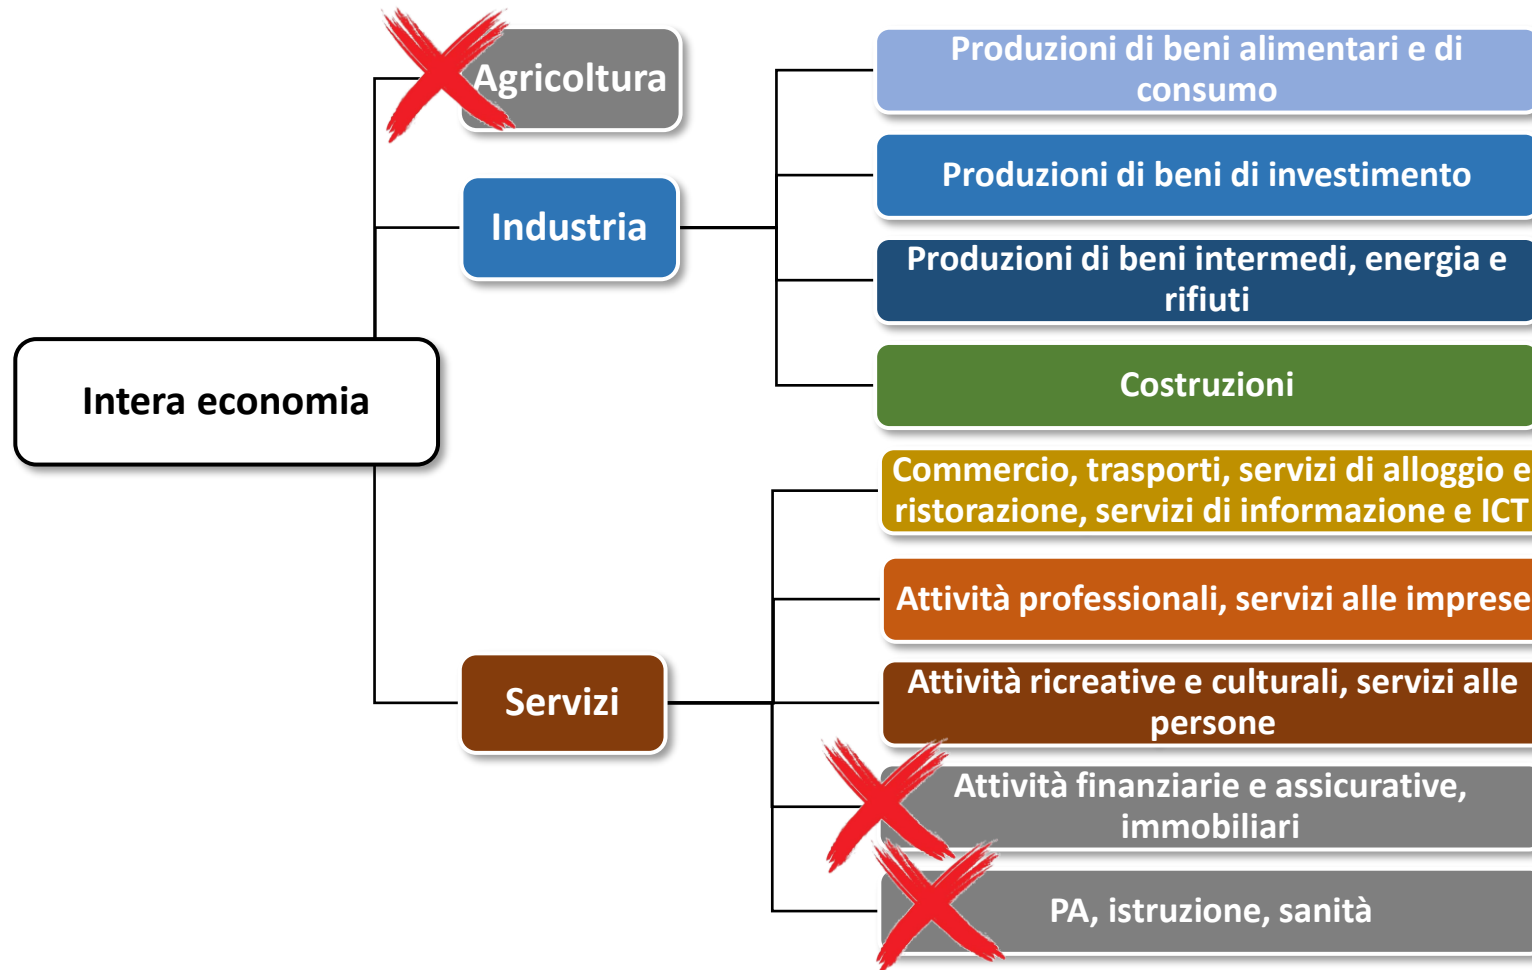 Agricoltura
Industria
Intera economia
Servizi
Produzioni di beni alimentari e di
consumo
Produzioni di beni di investimento
Produzioni di beni intermedi, energia e
rifiuti
Costruzioni
Commercio, trasporti, servizi di alloggio e
ristorazione, servizi di informazione e ICT
Attività professionali, servizi alle imprese
Attività ricreative e culturali, servizi alle
persone
Attività finanziarie e assicurative,
immobiliari
PA, istruzione, sanità